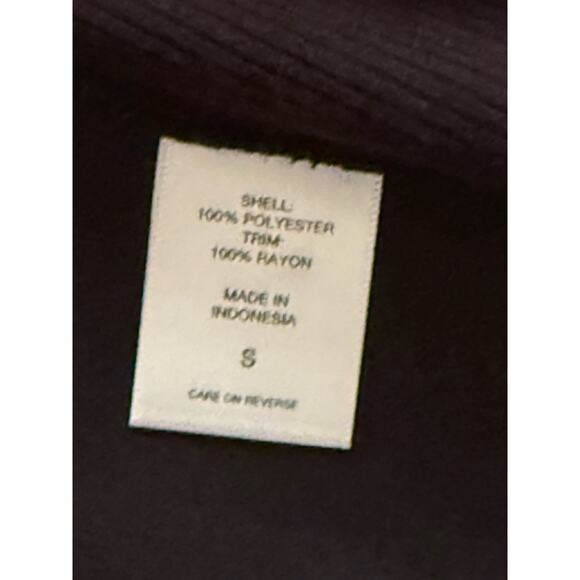 SHELL:
100% POLYESTER
TRIM:
100% RAYON
MADE IN
INDONESIA
S
CARE ON REVERSE